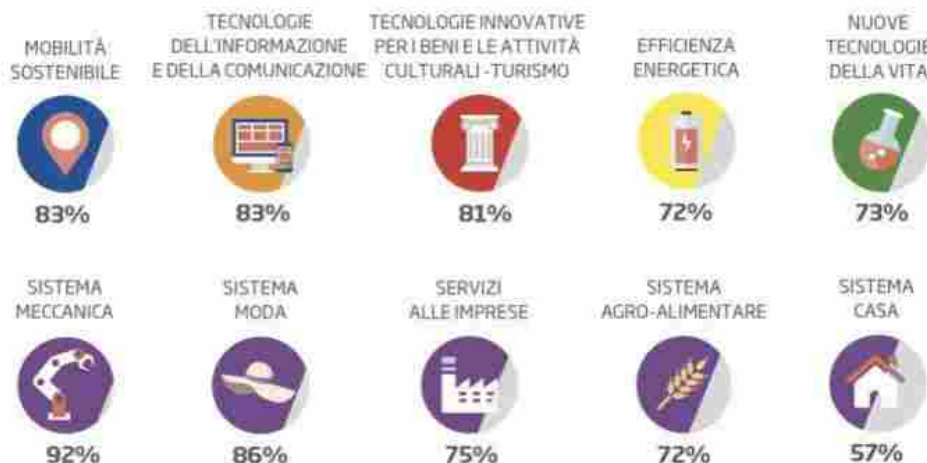 MOBILITÀ
SOSTENIBILE
83%
TECNOLOGIE
DELL'INFORMAZIONE
E DELLA COMUNICAZIONE
83%
TECNOLOGIE INNOVATIVE
PER I BENI E LE ATTIVITÀ
CULTURALI - TURISMO
81%
EFFICIENZA
ENERGETICA
72%
NUOVE
TECNOLOGIE
DELLA VITA
73%
SISTEMA
MECCANICA
92%
SISTEMA
MODA
86%
SERVIZI
ALLE IMPRESE
75%
SISTEMA
AGRO-ALIMENTARE
72%
SISTEMA
CASA
57%